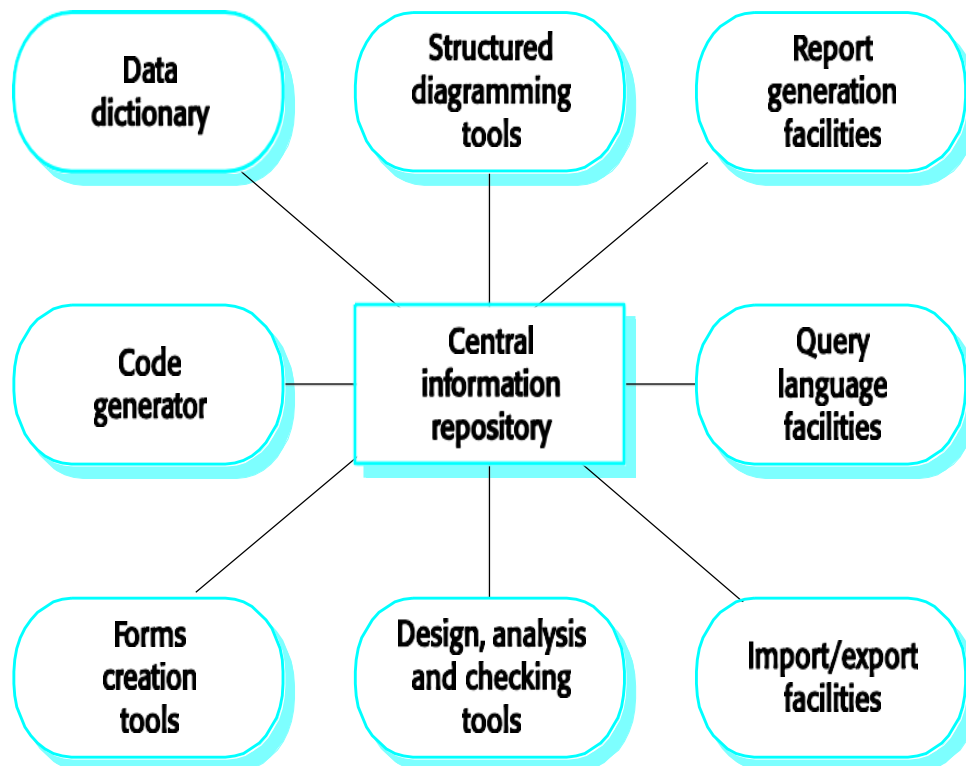 Data
dictionary
Structured
diagramming
tools
Report
generation
facilities
Code
generator
Central
information
repository
Query
language
facilities
Forms
creation
tools
Design, analysis
and checking
tools
Import/export
facilities